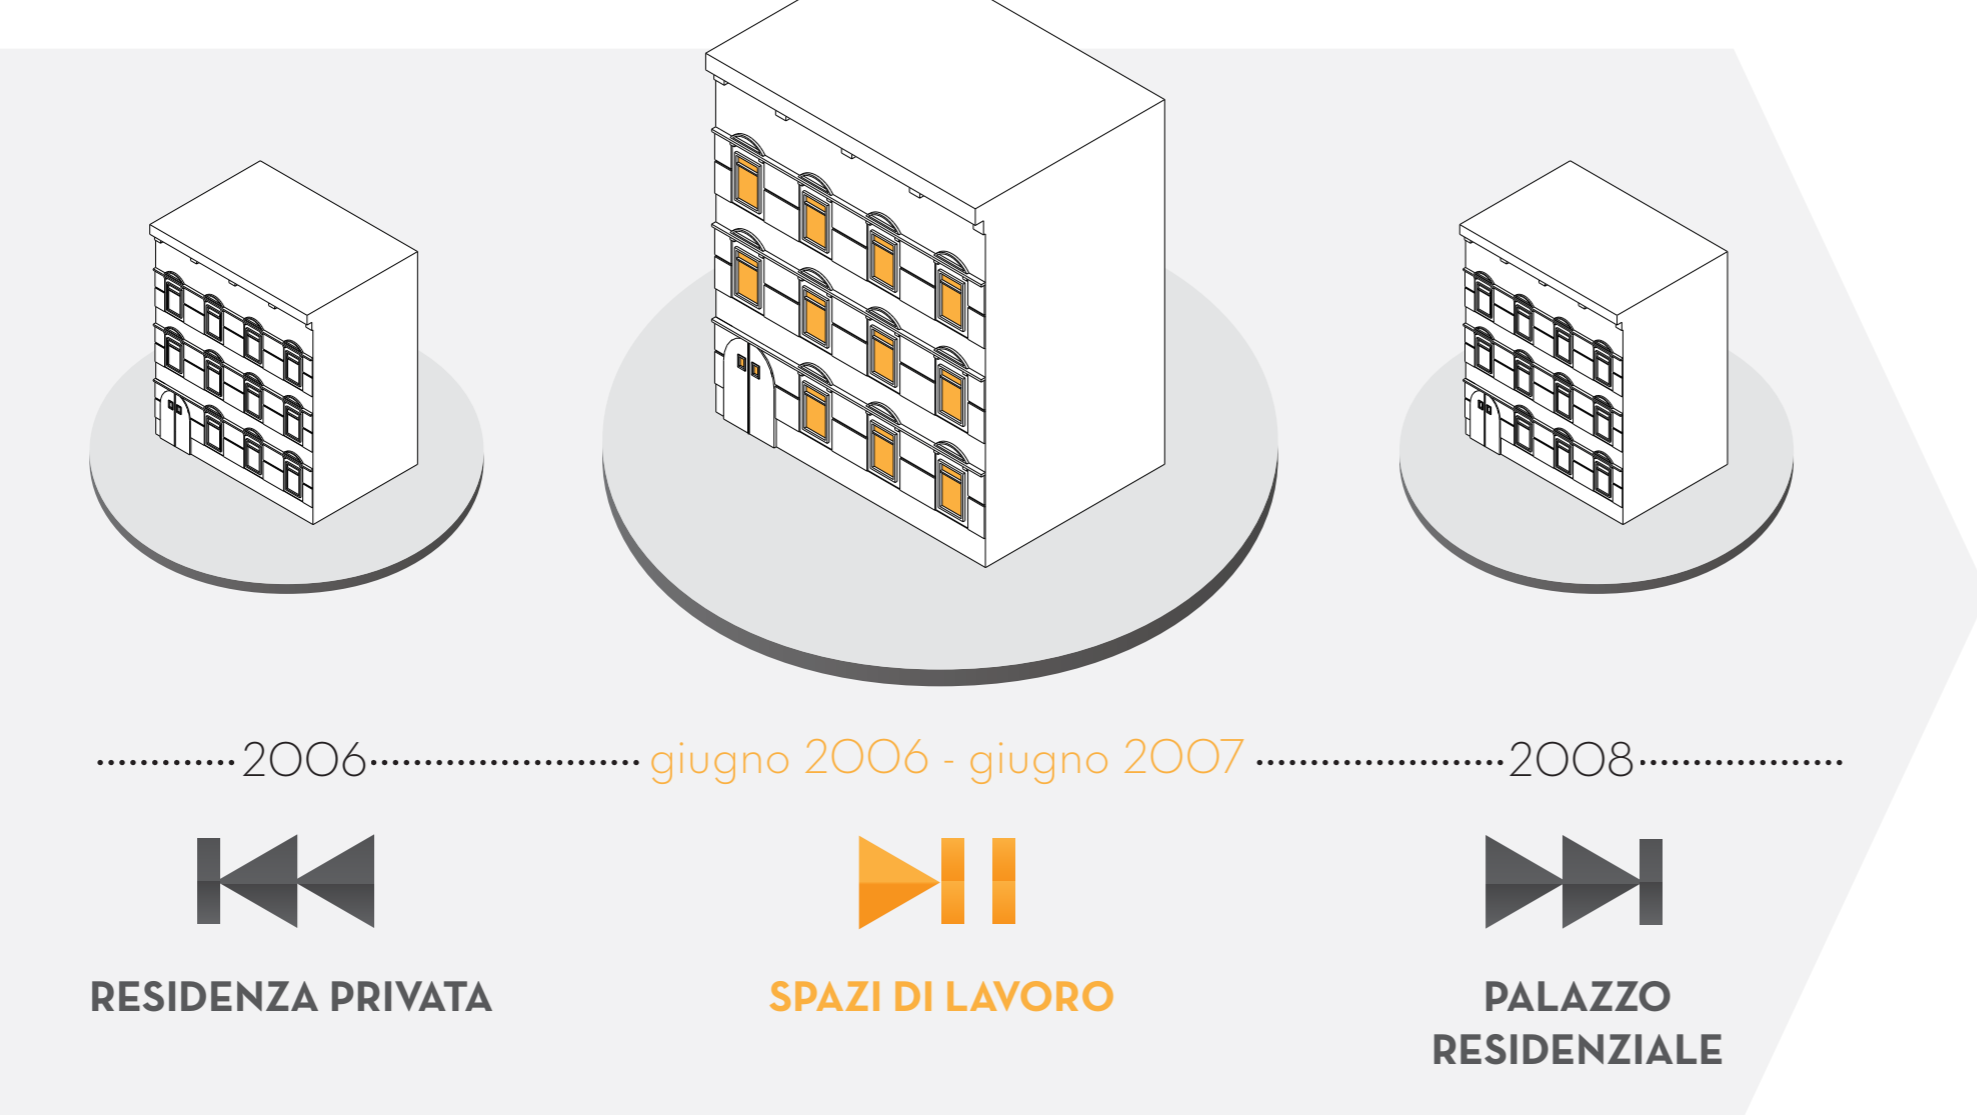 2006
giugno 2006 - giugno 2007
2008
RESIDENZA PRIVATA
SPAZI DI LAVORO
PALAZZO
RESIDENZIALE